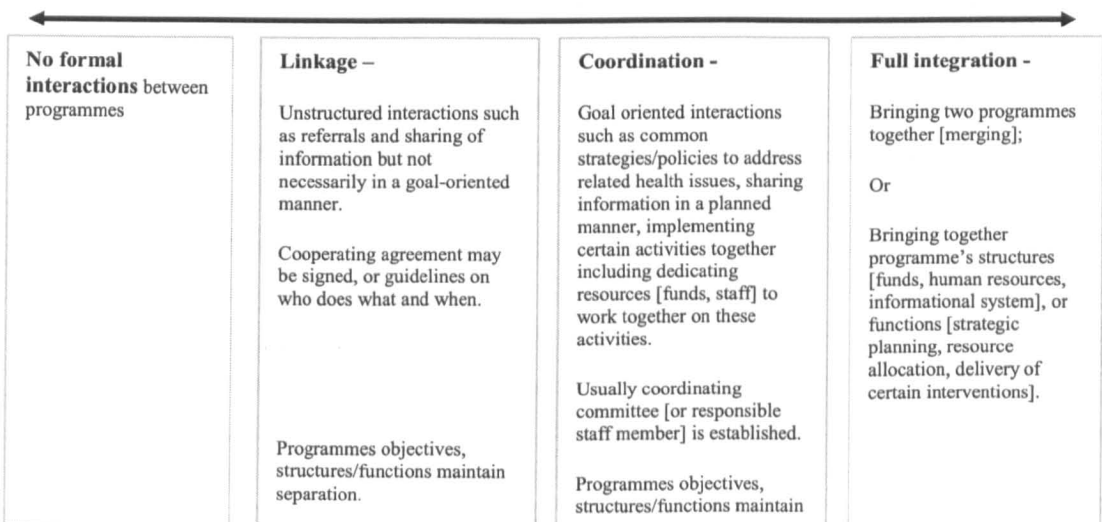 No formal
interactions between
programmes
Linkage –
Unstructured interactions such
as referrals and sharing of
information but not
necessarily in a goal-oriented
manner.
Cooperating agreement may
be signed, or guidelines on
who does what and when.
Programmes objectives,
structures/functions maintain
separation.
Coordination -
Goal oriented interactions
such as common
strategies/policies to address
related health issues, sharing
information in a planned
manner, implementing
certain activities together
including dedicating
resources [funds, staff] to
work together on these
activities.
Usually coordinating
committee [or responsible
staff member] is established.
Programmes objectives,
structures/functions maintain
Full integration -
Bringing two programmes
together [merging];
Or
Bringing together
programme's structures
[funds, human resources,
informational system], or
functions [strategic
planning, resource
allocation, delivery of
certain interventions].